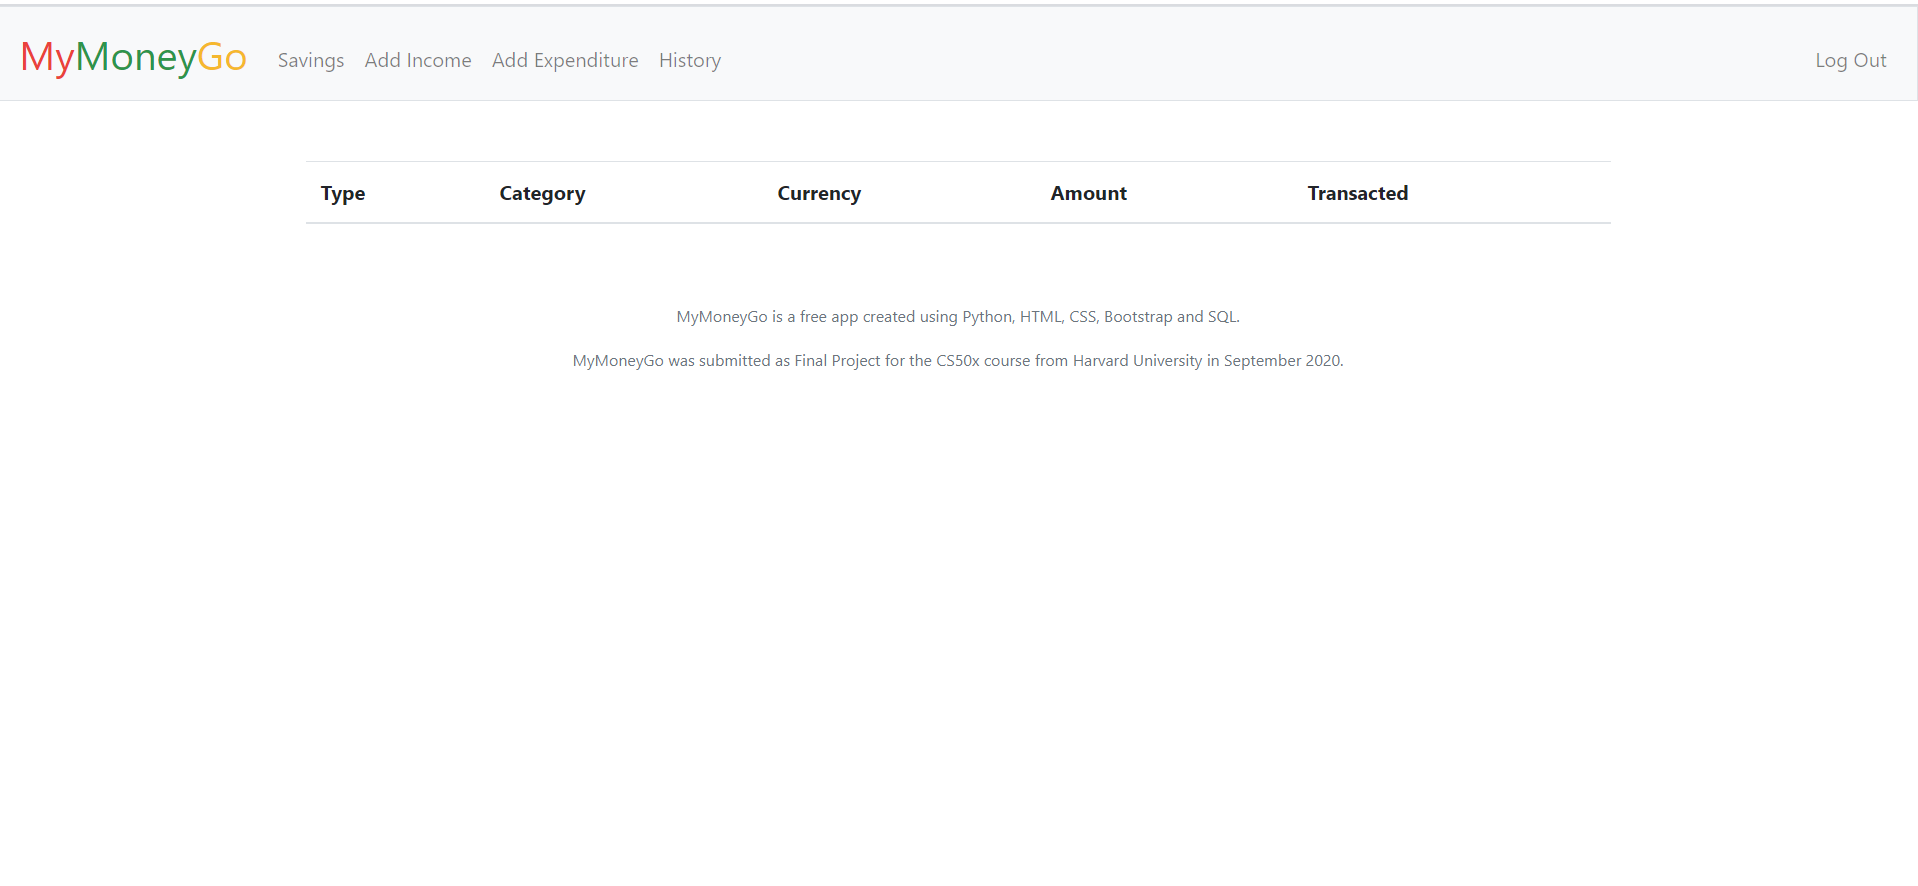 MyMoneyGo Savings Add Income Add Expenditure History Log Out
Type Category Currency Amount Transacted
MyMoneyGo is a free app created using Python, HTML, CSS, Bootstrap and SQL.
MyMoneyGo was submitted as Final Project for the CS50x course from Harvard University in September 2020.